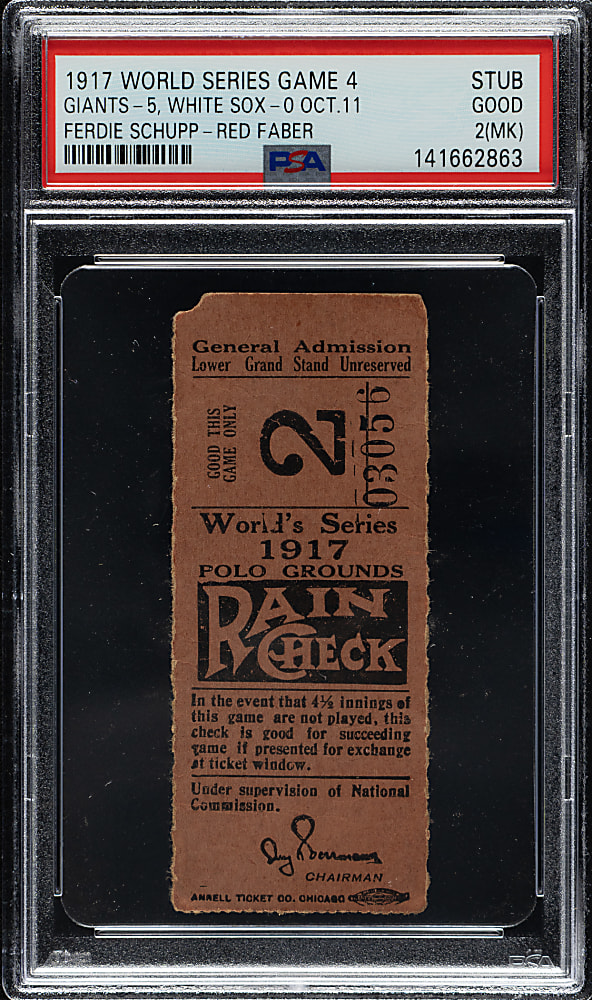 1917 WORLD SERIES GAME 4 STUB
GIANTS-5, WHITE SOX-0 OCT.11 GOOD
FERDIE SCHUPP-RED FABER 2(MK)
PSA 141662863
General Admission
Lower Grand Stand Unreserved
GOOD THIS
GAME ONLY
2
03056
World's Series
1917
POLO GROUNDS
RAIN
CHECK
In the event that 4½ innings of
this game are not played, this
check is good for succeeding
game if presented for exchange
at ticket window.
Under supervision of National
Commission.
CHAIRMAN
ANSELL TICKET CO. CHICAGO
PSA